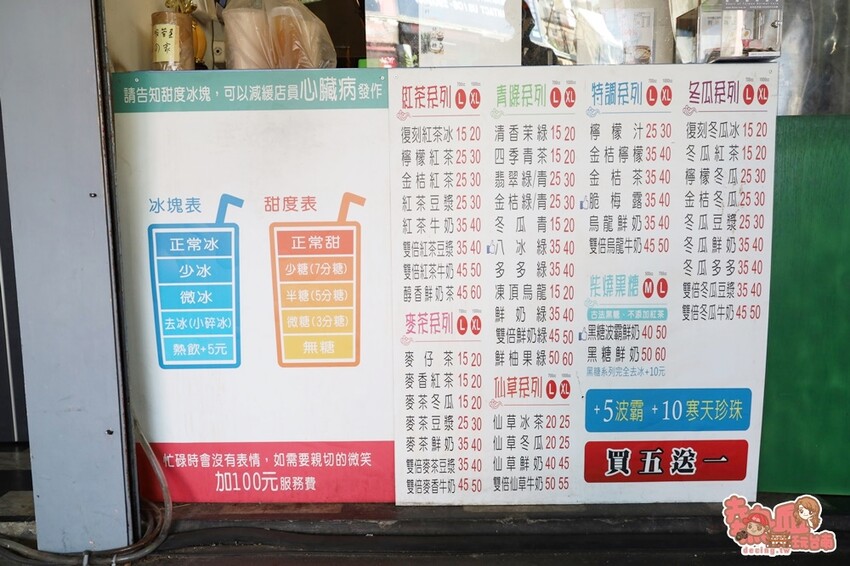 請告知甜度冰塊，可以減緩店員心臟病發作
冰塊表
正常冰
少冰
微冰
去冰(小碎冰)
熱飲+5元
甜度表
正常甜
少糖(7分糖)
半糖(5分糖)
微糖(3分糖)
無糖
忙碌時會沒有表情，如需要親切的微笑
加100元服務費
紅茶系列 L XL
復刻紅茶冰 15 20
檸檬紅茶 25 30
金桔紅茶 25 30
紅茶豆漿 25 30
紅茶牛奶 35 40
雙倍紅茶豆漿 35 40
雙倍紅茶牛奶 45 50
醇香鮮奶茶 45 60
麥茶系列 L XL
麥仔茶 15 20
麥香紅茶 15 20
麥茶冬瓜 15 20
麥茶豆漿 25 30
麥茶鮮奶 35 40
雙倍麥茶豆漿 35 40
雙倍麥香牛奶 45 50
青綠系列 L XL
清香茉綠 15 20
四季青茶 15 20
翡翠綠/青 25 30
金桔綠/青 25 30
冬瓜青 15 20
八冰綠 35 40
多多綠 35 40
凍頂烏龍 15 20
鮮奶綠 35 40
雙倍鮮奶綠 45 50
鮮柚果綠 50 60
仙草系列 L XL
仙草冰茶 20 25
仙草冬瓜 20 25
仙草鮮奶 40 45
雙倍仙草牛奶 50 55
特調系列 L XL
檸檬汁 25 30
金桔檸檬 35 40
金桔茶 35 40
脆梅露 35 40
烏龍鮮奶 35 40
雙倍烏龍牛奶 45 50
柴燒黑糖 M L
古法黑糖．不添加紅茶
黑糖波霸鮮奶 40 50
黑糖鮮奶 50 60
黑糖系列完全去冰+10元
冬瓜系列 L XL
復刻冬瓜冰 15 20
冬瓜紅茶 15 20
檸檬冬瓜 25 30
金桔冬瓜 25 30
冬瓜豆漿 25 30
冬瓜鮮奶 35 40
冬瓜多多 35 40
雙倍冬瓜豆漿 35 40
雙倍冬瓜牛奶 45 50
+5波霸 +10寒天珍珠
買五送一
decing.tw